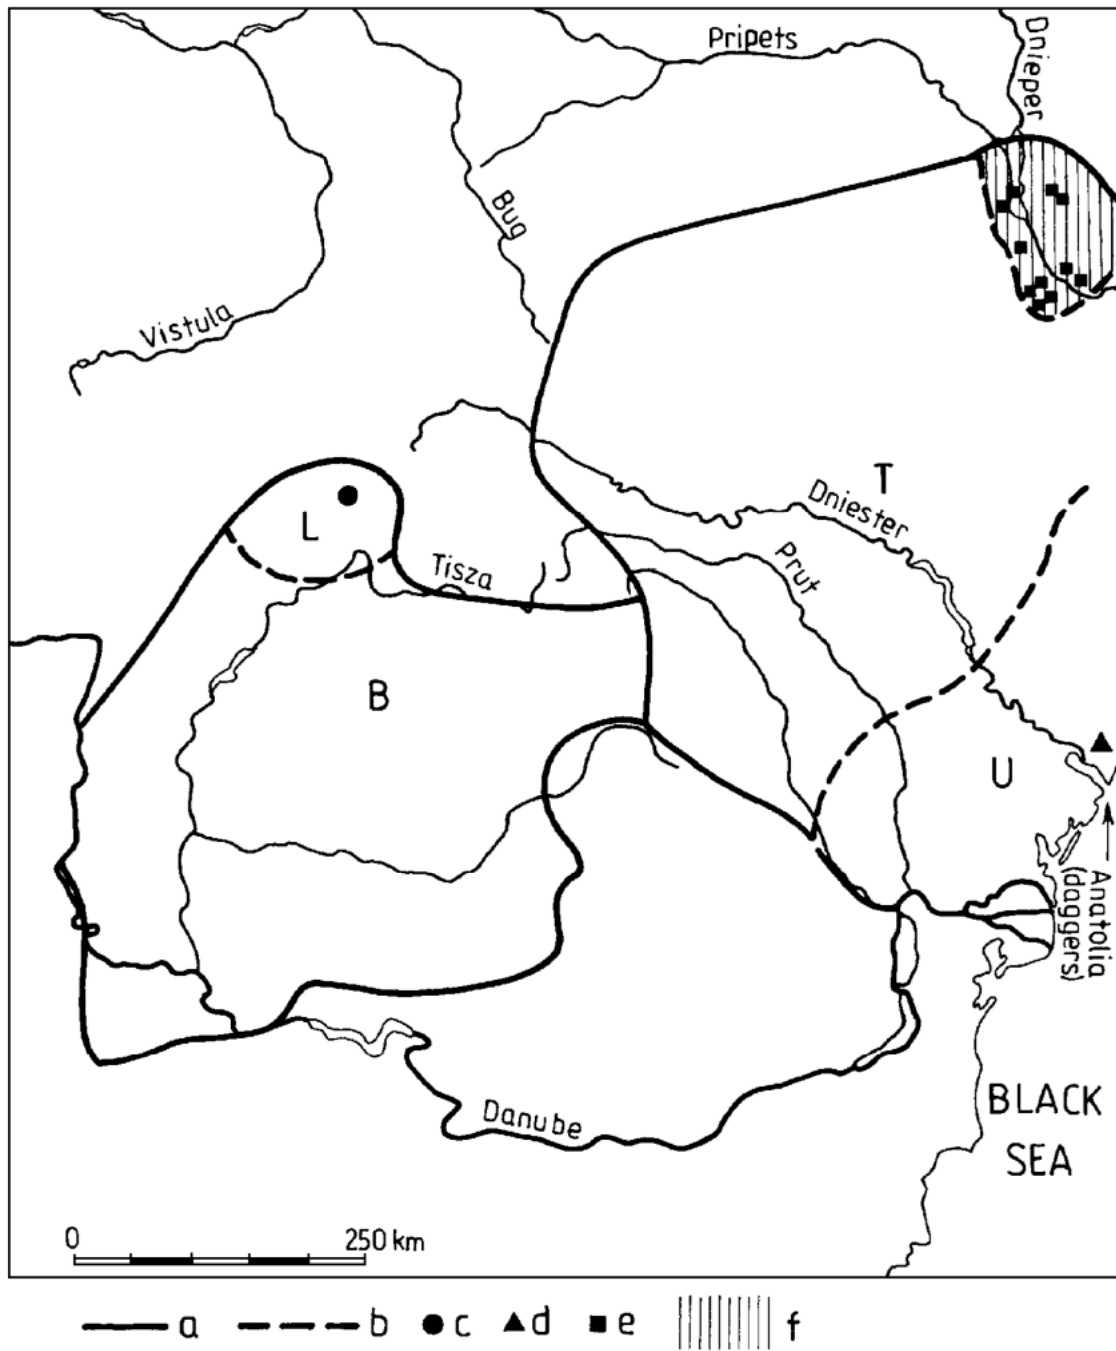 Pripets
Dnieper
Bug
Vistula
T
Dniester
L
Tisza
Prut
B
U
Anatolia
(daggers)
BLACK
SEA
Danube
0 250 km
a b c d e f